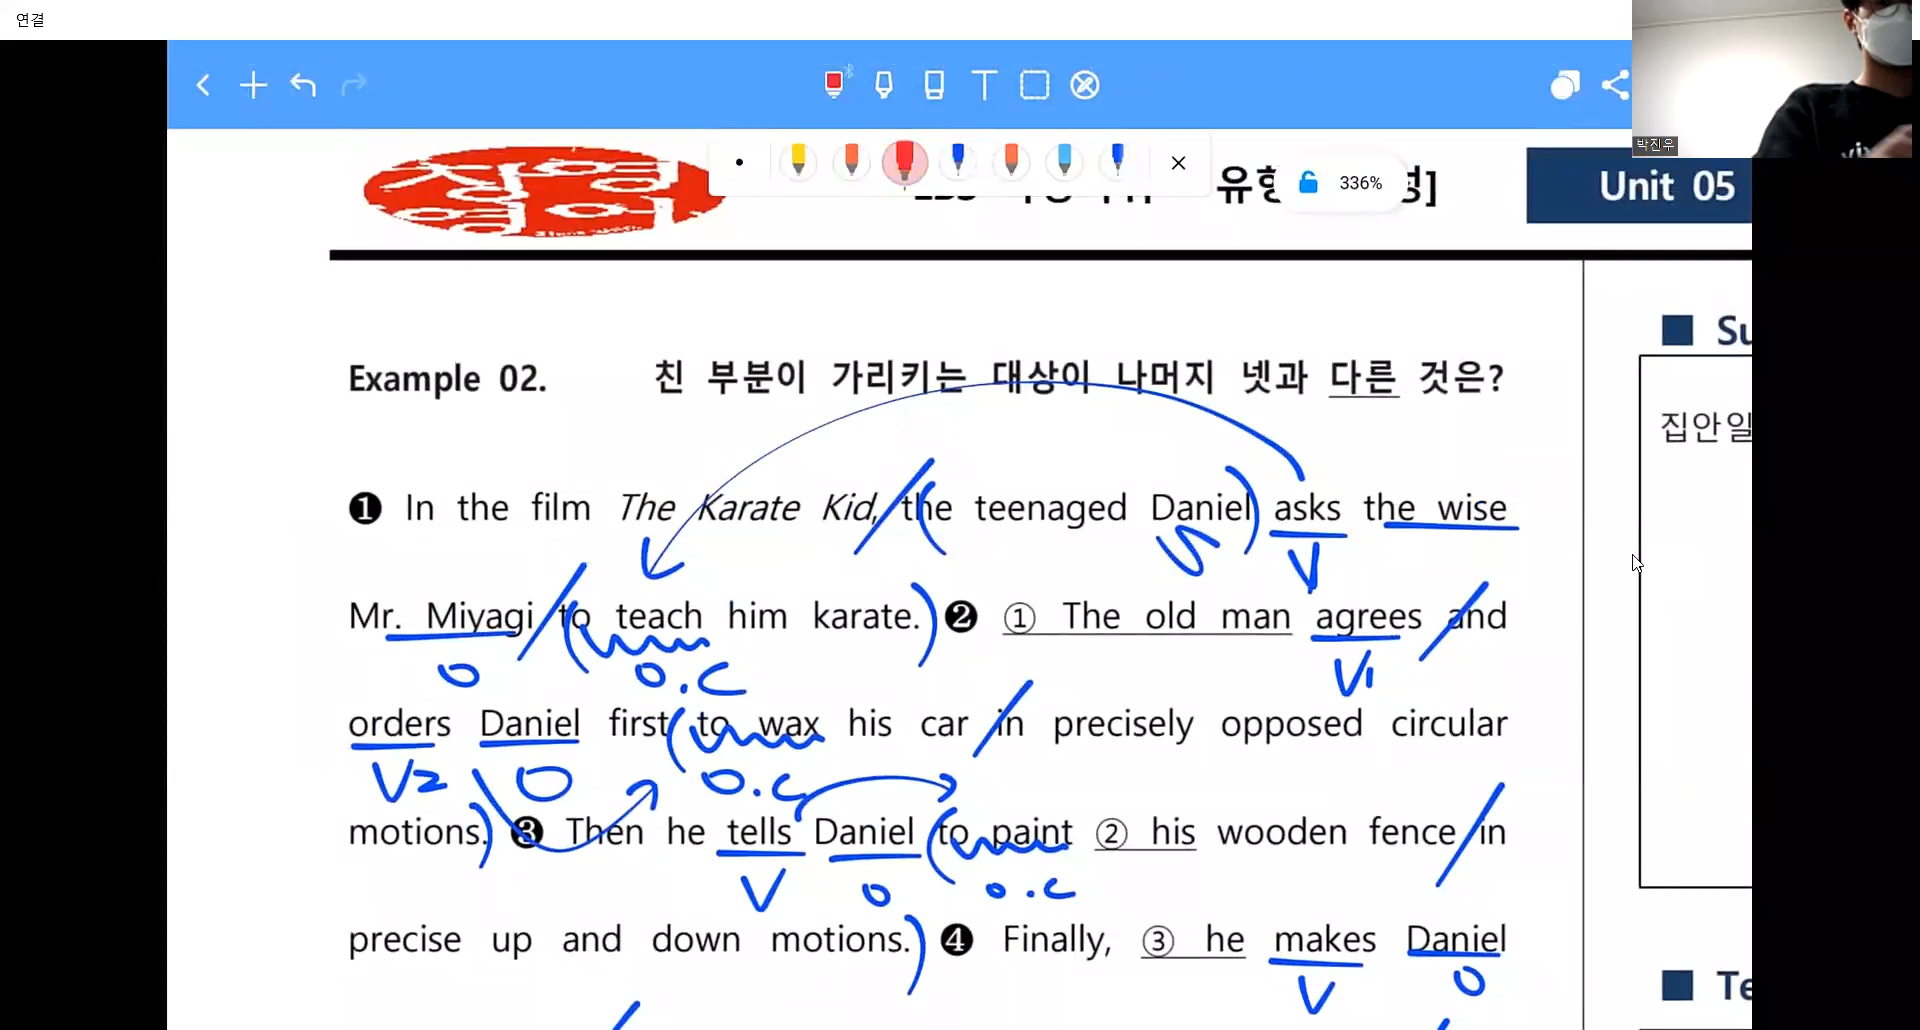 연결
336%
Unit 05
박진우
Example 02. 친 부분이 가리키는 대상이 나머지 넷과 다른 것은?
❶ In the film The Karate Kid, the teenaged Daniel asks the wise
S V
Mr. Miyagi to teach him karate. ❷ ① The old man agrees and
O O.C V1
orders Daniel first to wax his car in precisely opposed circular
V2 O O.C
motions. ❸ Then he tells Daniel to paint ② his wooden fence in
V O O.C
precise up and down motions. ❹ Finally, ③ he makes Daniel
V O
Su
집안일
Te